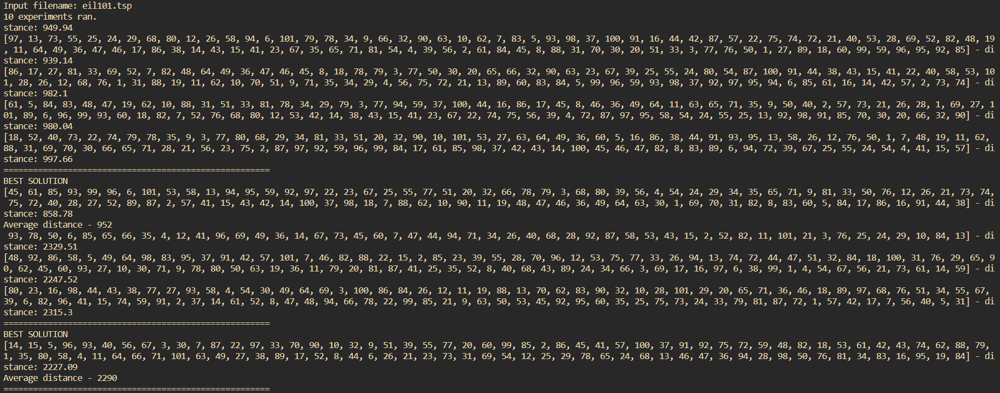 Input filename: eil101.tsp
10 experiments ran.
stance: 949.94
[97, 13, 73, 55, 25, 24, 29, 68, 80, 12, 26, 58, 94, 6, 101, 79, 78, 34, 9, 66, 32, 90, 63, 10, 62, 7, 83, 5, 93, 98, 37, 100, 91, 16, 44, 42, 87, 57, 22, 75, 74, 72, 21, 40, 53, 28, 69, 52, 82, 48, 19
, 11, 64, 49, 36, 47, 46, 17, 86, 38, 14, 43, 15, 41, 23, 67, 35, 65, 71, 81, 54, 4, 39, 56, 2, 61, 84, 45, 8, 88, 31, 70, 30, 20, 51, 33, 3, 77, 76, 50, 1, 27, 89, 18, 60, 99, 59, 96, 95, 92, 85] - di
stance: 939.14
[86, 17, 27, 81, 33, 69, 52, 7, 82, 48, 64, 49, 36, 47, 46, 45, 8, 18, 78, 79, 3, 77, 50, 30, 20, 65, 66, 32, 90, 63, 23, 67, 39, 25, 55, 24, 80, 54, 87, 100, 91, 44, 38, 43, 15, 41, 22, 40, 58, 53, 10
1, 28, 26, 12, 68, 76, 1, 31, 88, 19, 11, 62, 10, 70, 51, 9, 71, 35, 34, 29, 4, 56, 75, 72, 21, 13, 89, 60, 83, 84, 5, 99, 96, 59, 93, 98, 37, 92, 97, 95, 94, 6, 85, 61, 16, 14, 42, 57, 2, 73, 74] - di
stance: 982.1
[61, 5, 84, 83, 48, 47, 19, 62, 10, 88, 31, 51, 33, 81, 78, 34, 29, 79, 3, 77, 94, 59, 37, 100, 44, 16, 86, 17, 45, 8, 46, 36, 49, 64, 11, 63, 65, 71, 35, 9, 50, 40, 2, 57, 73, 21, 26, 28, 1, 69, 27, 1
01, 89, 6, 96, 99, 93, 60, 18, 82, 7, 52, 76, 68, 80, 12, 53, 42, 14, 38, 43, 15, 41, 23, 67, 22, 74, 75, 56, 39, 4, 72, 87, 97, 95, 58, 54, 24, 55, 25, 13, 92, 98, 91, 85, 70, 30, 20, 66, 32, 90] - di
stance: 980.04
[18, 52, 40, 73, 22, 74, 79, 78, 35, 9, 3, 77, 80, 68, 29, 34, 81, 33, 51, 20, 32, 90, 10, 101, 53, 27, 63, 64, 49, 36, 60, 5, 16, 86, 38, 44, 91, 93, 95, 13, 58, 26, 12, 76, 50, 1, 7, 48, 19, 11, 62,
88, 31, 69, 70, 30, 66, 65, 71, 28, 21, 56, 23, 75, 2, 87, 97, 92, 59, 96, 99, 84, 17, 61, 85, 98, 37, 42, 43, 14, 100, 45, 46, 47, 82, 8, 83, 89, 6, 94, 72, 39, 67, 25, 55, 24, 54, 4, 41, 15, 57] - di
stance: 997.66
======================================================
BEST SOLUTION
[45, 61, 85, 93, 99, 96, 6, 101, 53, 58, 13, 94, 95, 59, 92, 97, 22, 23, 67, 25, 55, 77, 51, 20, 32, 66, 78, 79, 3, 68, 80, 39, 56, 4, 54, 24, 29, 34, 35, 65, 71, 9, 81, 33, 50, 76, 12, 26, 21, 73, 74,
75, 72, 40, 28, 27, 52, 89, 87, 2, 57, 41, 15, 43, 42, 14, 100, 37, 98, 18, 7, 88, 62, 10, 90, 11, 19, 48, 47, 46, 36, 49, 64, 63, 30, 1, 69, 70, 31, 82, 8, 83, 60, 5, 84, 17, 86, 16, 91, 44, 38] - di
stance: 858.78
Average distance - 952
93, 78, 50, 6, 85, 65, 66, 35, 4, 12, 41, 96, 69, 49, 36, 14, 67, 73, 45, 60, 7, 47, 44, 94, 71, 34, 26, 40, 68, 28, 92, 87, 58, 53, 43, 15, 2, 52, 82, 11, 101, 21, 3, 76, 25, 24, 29, 10, 84, 13] - di
stance: 2329.51
[48, 92, 86, 58, 5, 49, 64, 98, 83, 95, 37, 91, 42, 57, 101, 7, 46, 82, 88, 22, 15, 2, 85, 23, 39, 55, 28, 70, 96, 12, 53, 75, 77, 33, 26, 94, 13, 74, 72, 44, 47, 51, 32, 84, 18, 100, 31, 76, 29, 65, 9
0, 62, 45, 60, 93, 27, 10, 30, 71, 9, 78, 80, 50, 63, 19, 36, 11, 79, 20, 81, 87, 41, 25, 35, 52, 8, 40, 68, 43, 89, 24, 34, 66, 3, 69, 17, 16, 97, 6, 38, 99, 1, 4, 54, 67, 56, 21, 73, 61, 14, 59] - di
stance: 2247.52
[80, 23, 16, 98, 44, 43, 38, 77, 27, 93, 58, 4, 54, 30, 49, 64, 69, 3, 100, 86, 84, 26, 12, 11, 19, 88, 13, 70, 62, 83, 90, 32, 10, 28, 101, 29, 20, 65, 71, 36, 46, 18, 89, 97, 68, 76, 51, 34, 55, 67,
39, 6, 82, 96, 41, 15, 74, 59, 91, 2, 37, 14, 61, 52, 8, 47, 48, 94, 66, 78, 22, 99, 85, 21, 9, 63, 50, 53, 45, 92, 95, 60, 35, 25, 75, 73, 24, 33, 79, 81, 87, 72, 1, 57, 42, 17, 7, 56, 40, 5, 31] - di
stance: 2315.3
======================================================
BEST SOLUTION
[14, 15, 5, 96, 93, 40, 56, 67, 3, 30, 7, 87, 22, 97, 33, 70, 90, 10, 32, 9, 51, 39, 55, 77, 20, 60, 99, 85, 2, 86, 45, 41, 57, 100, 37, 91, 92, 75, 72, 59, 48, 82, 18, 53, 61, 42, 43, 74, 62, 88, 79,
1, 35, 80, 58, 4, 11, 64, 66, 71, 101, 63, 49, 27, 38, 89, 17, 52, 8, 44, 6, 26, 21, 23, 73, 31, 69, 54, 12, 25, 29, 78, 65, 24, 68, 13, 46, 47, 36, 94, 28, 98, 50, 76, 81, 34, 83, 16, 95, 19, 84] - di
stance: 2227.09
Average distance - 2290
======================================================